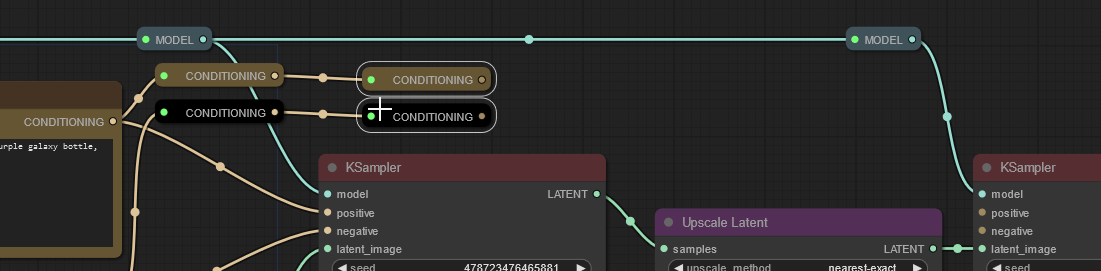 MODEL
MODEL
CONDITIONING
CONDITIONING
CONDITIONING
CONDITIONING
CONDITIONING
urple galaxy bottle,
KSampler
LATENT
model
positive
negative
latent_image
seed
478723476465881
Upscale Latent
samples
LATENT
upscale_method
nearest-exact
KSampler
model
positive
negative
latent_image
seed